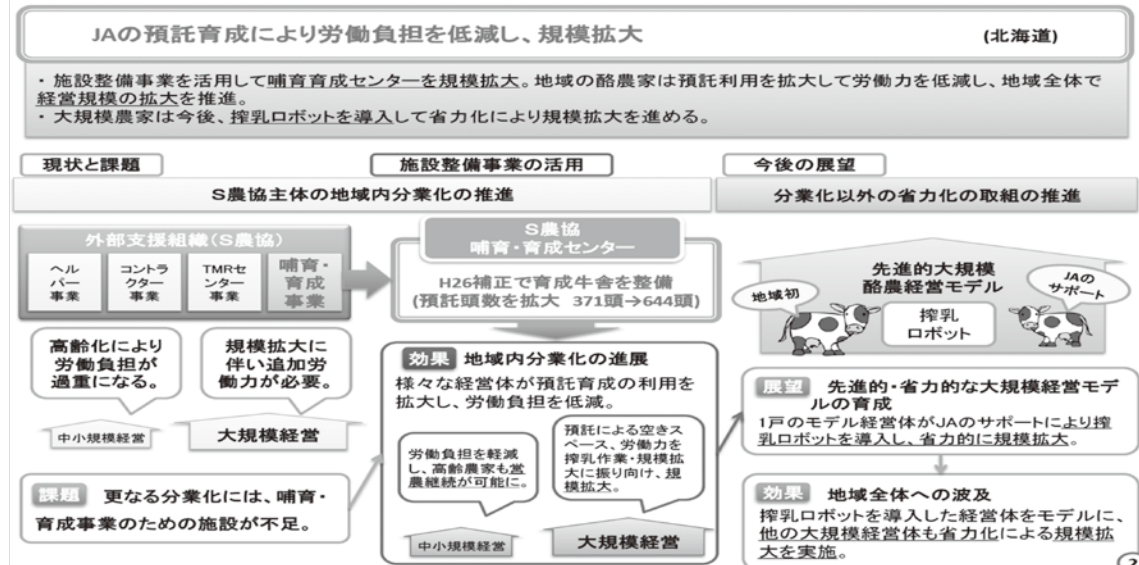 JAの預託育成により労働負担を低減し、規模拡大
(北海道)
・施設整備事業を活用して哺育育成センターを規模拡大。地域の酪農家は預託利用を拡大して労働力を低減し、地域全体で
経営規模の拡大を推進。
・大規模農家は今後、搾乳ロボットを導入して省力化により規模拡大を進める。
現状と課題
施設整備事業の活用
今後の展望
S農協主体の地域内分業化の推進
分業化以外の省力化の取組の推進
外部支援組織(S農協)
ヘル
パー
事業
コントラ
クター
事業
TMRセ
ンター
事業
哺育・
育成
事業
S農協
哺育・育成センター
H26補正で育成牛舎を整備
(預託頭数を拡大 371頭→644頭)
高齢化により
労働負担が
過重になる。
規模拡大に
伴い追加労
働力が必要。
中小規模経営
大規模経営
課題 更なる分業化には、哺育・
育成事業のための施設が不足。
効果 地域内分業化の進展
様々な経営体が預託育成の利用を
拡大し、労働負担を低減。
労働負担を軽減
し、高齢農家も営
農継続が可能に。
預託による空きス
ペース、労働力を
搾乳作業・規模拡
大に振り向け、規
模拡大。
中小規模経営
大規模経営
先進的大規模
酪農経営モデル
地域初
JAの
サポート
搾乳
ロボット
展望 先進的・省力的な大規模経営モデ
ルの育成
1戸のモデル経営体がJAのサポートにより搾
乳ロボットを導入し、省力的に規模拡大。
効果 地域全体への波及
搾乳ロボットを導入した経営体をモデルに、
他の大規模経営体も省力化による規模拡
大を実施。